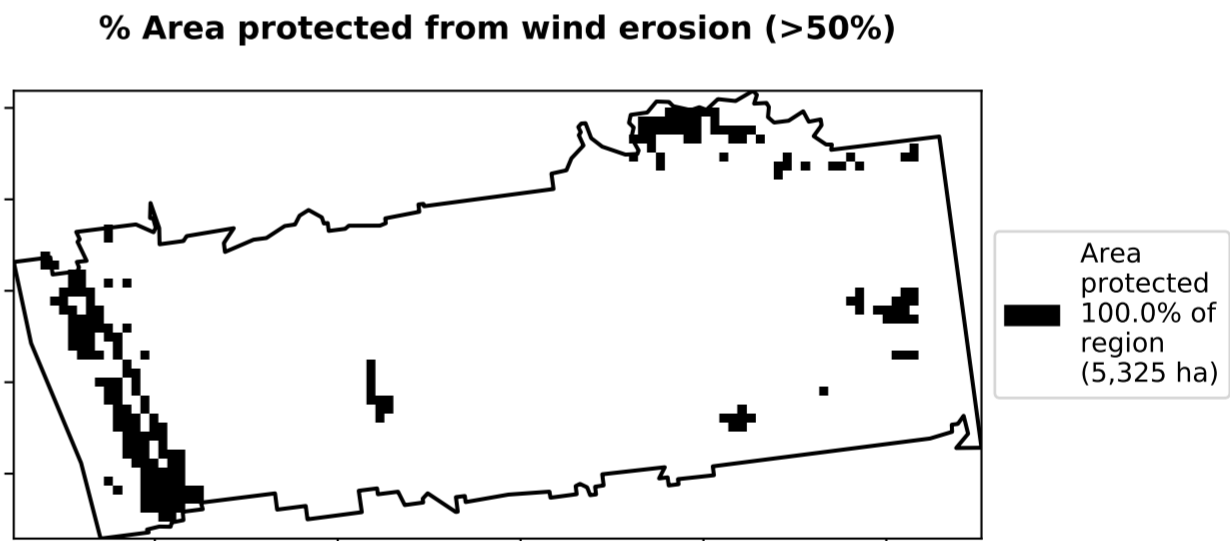 % Area protected from wind erosion (>50%)
Area
protected
100.0% of
region
(5,325 ha)